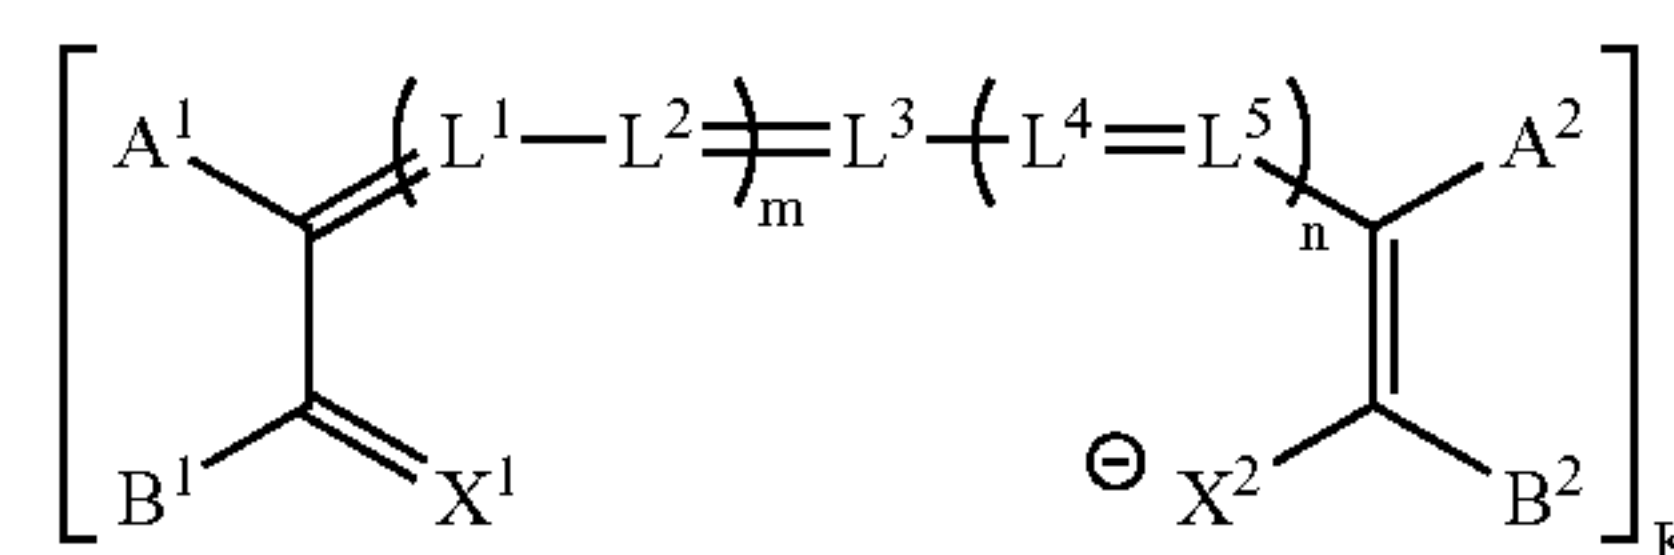 A¹ L¹ L² m L³ L⁴ L⁵ n A²
B¹ X¹ ⊖ X² B²